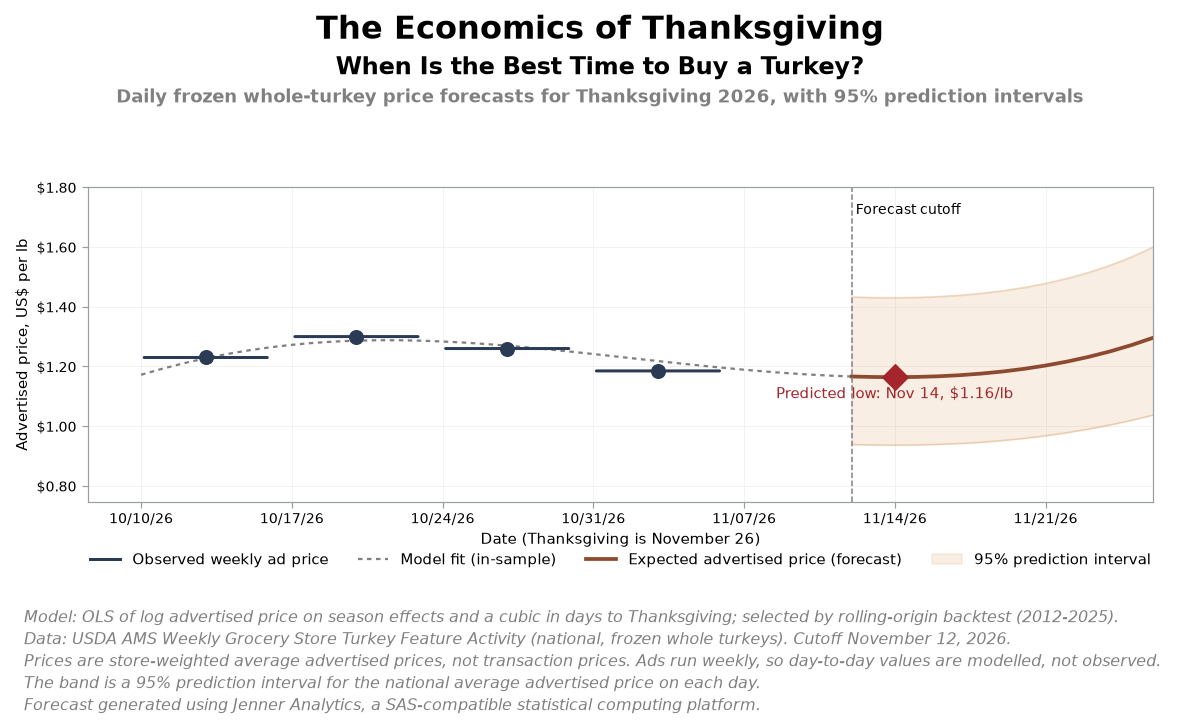 The Economics of Thanksgiving
When Is the Best Time to Buy a Turkey?
Daily frozen whole-turkey price forecasts for Thanksgiving 2026, with 95% prediction intervals
$1.80
$1.60
$1.40
$1.20
$1.00
$0.80
Advertised price, US$ per lb
Forecast cutoff
Predicted low: Nov 14, $1.16/lb
10/10/26 10/17/26 10/24/26 10/31/26 11/07/26 11/14/26 11/21/26
Date (Thanksgiving is November 26)
Observed weekly ad price Model fit (in-sample) Expected advertised price (forecast) 95% prediction interval
Model: OLS of log advertised price on season effects and a cubic in days to Thanksgiving; selected by rolling-origin backtest (2012-2025).
Data: USDA AMS Weekly Grocery Store Turkey Feature Activity (national, frozen whole turkeys). Cutoff November 12, 2026.
Prices are store-weighted average advertised prices, not transaction prices. Ads run weekly, so day-to-day values are modelled, not observed.
The band is a 95% prediction interval for the national average advertised price on each day.
Forecast generated using Jenner Analytics, a SAS-compatible statistical computing platform.